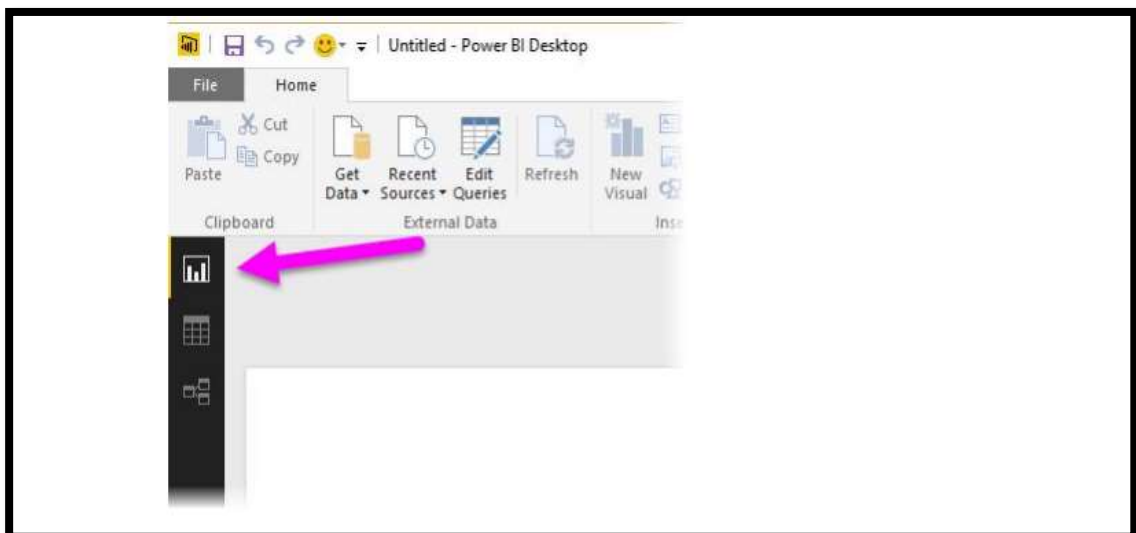 Untitled - Power BI Desktop
File Home
Cut
Copy
Paste
Get Data
Recent Sources
Edit Queries
Refresh
New Visual
Clipboard
External Data